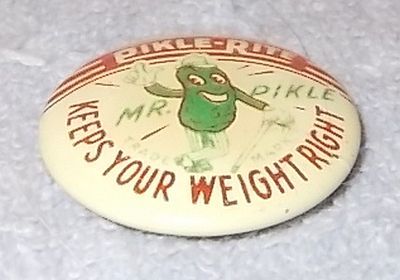 PIKLE-RITE
MR. PIKLE
TRADE MARK
KEEPS YOUR WEIGHT RIGHT